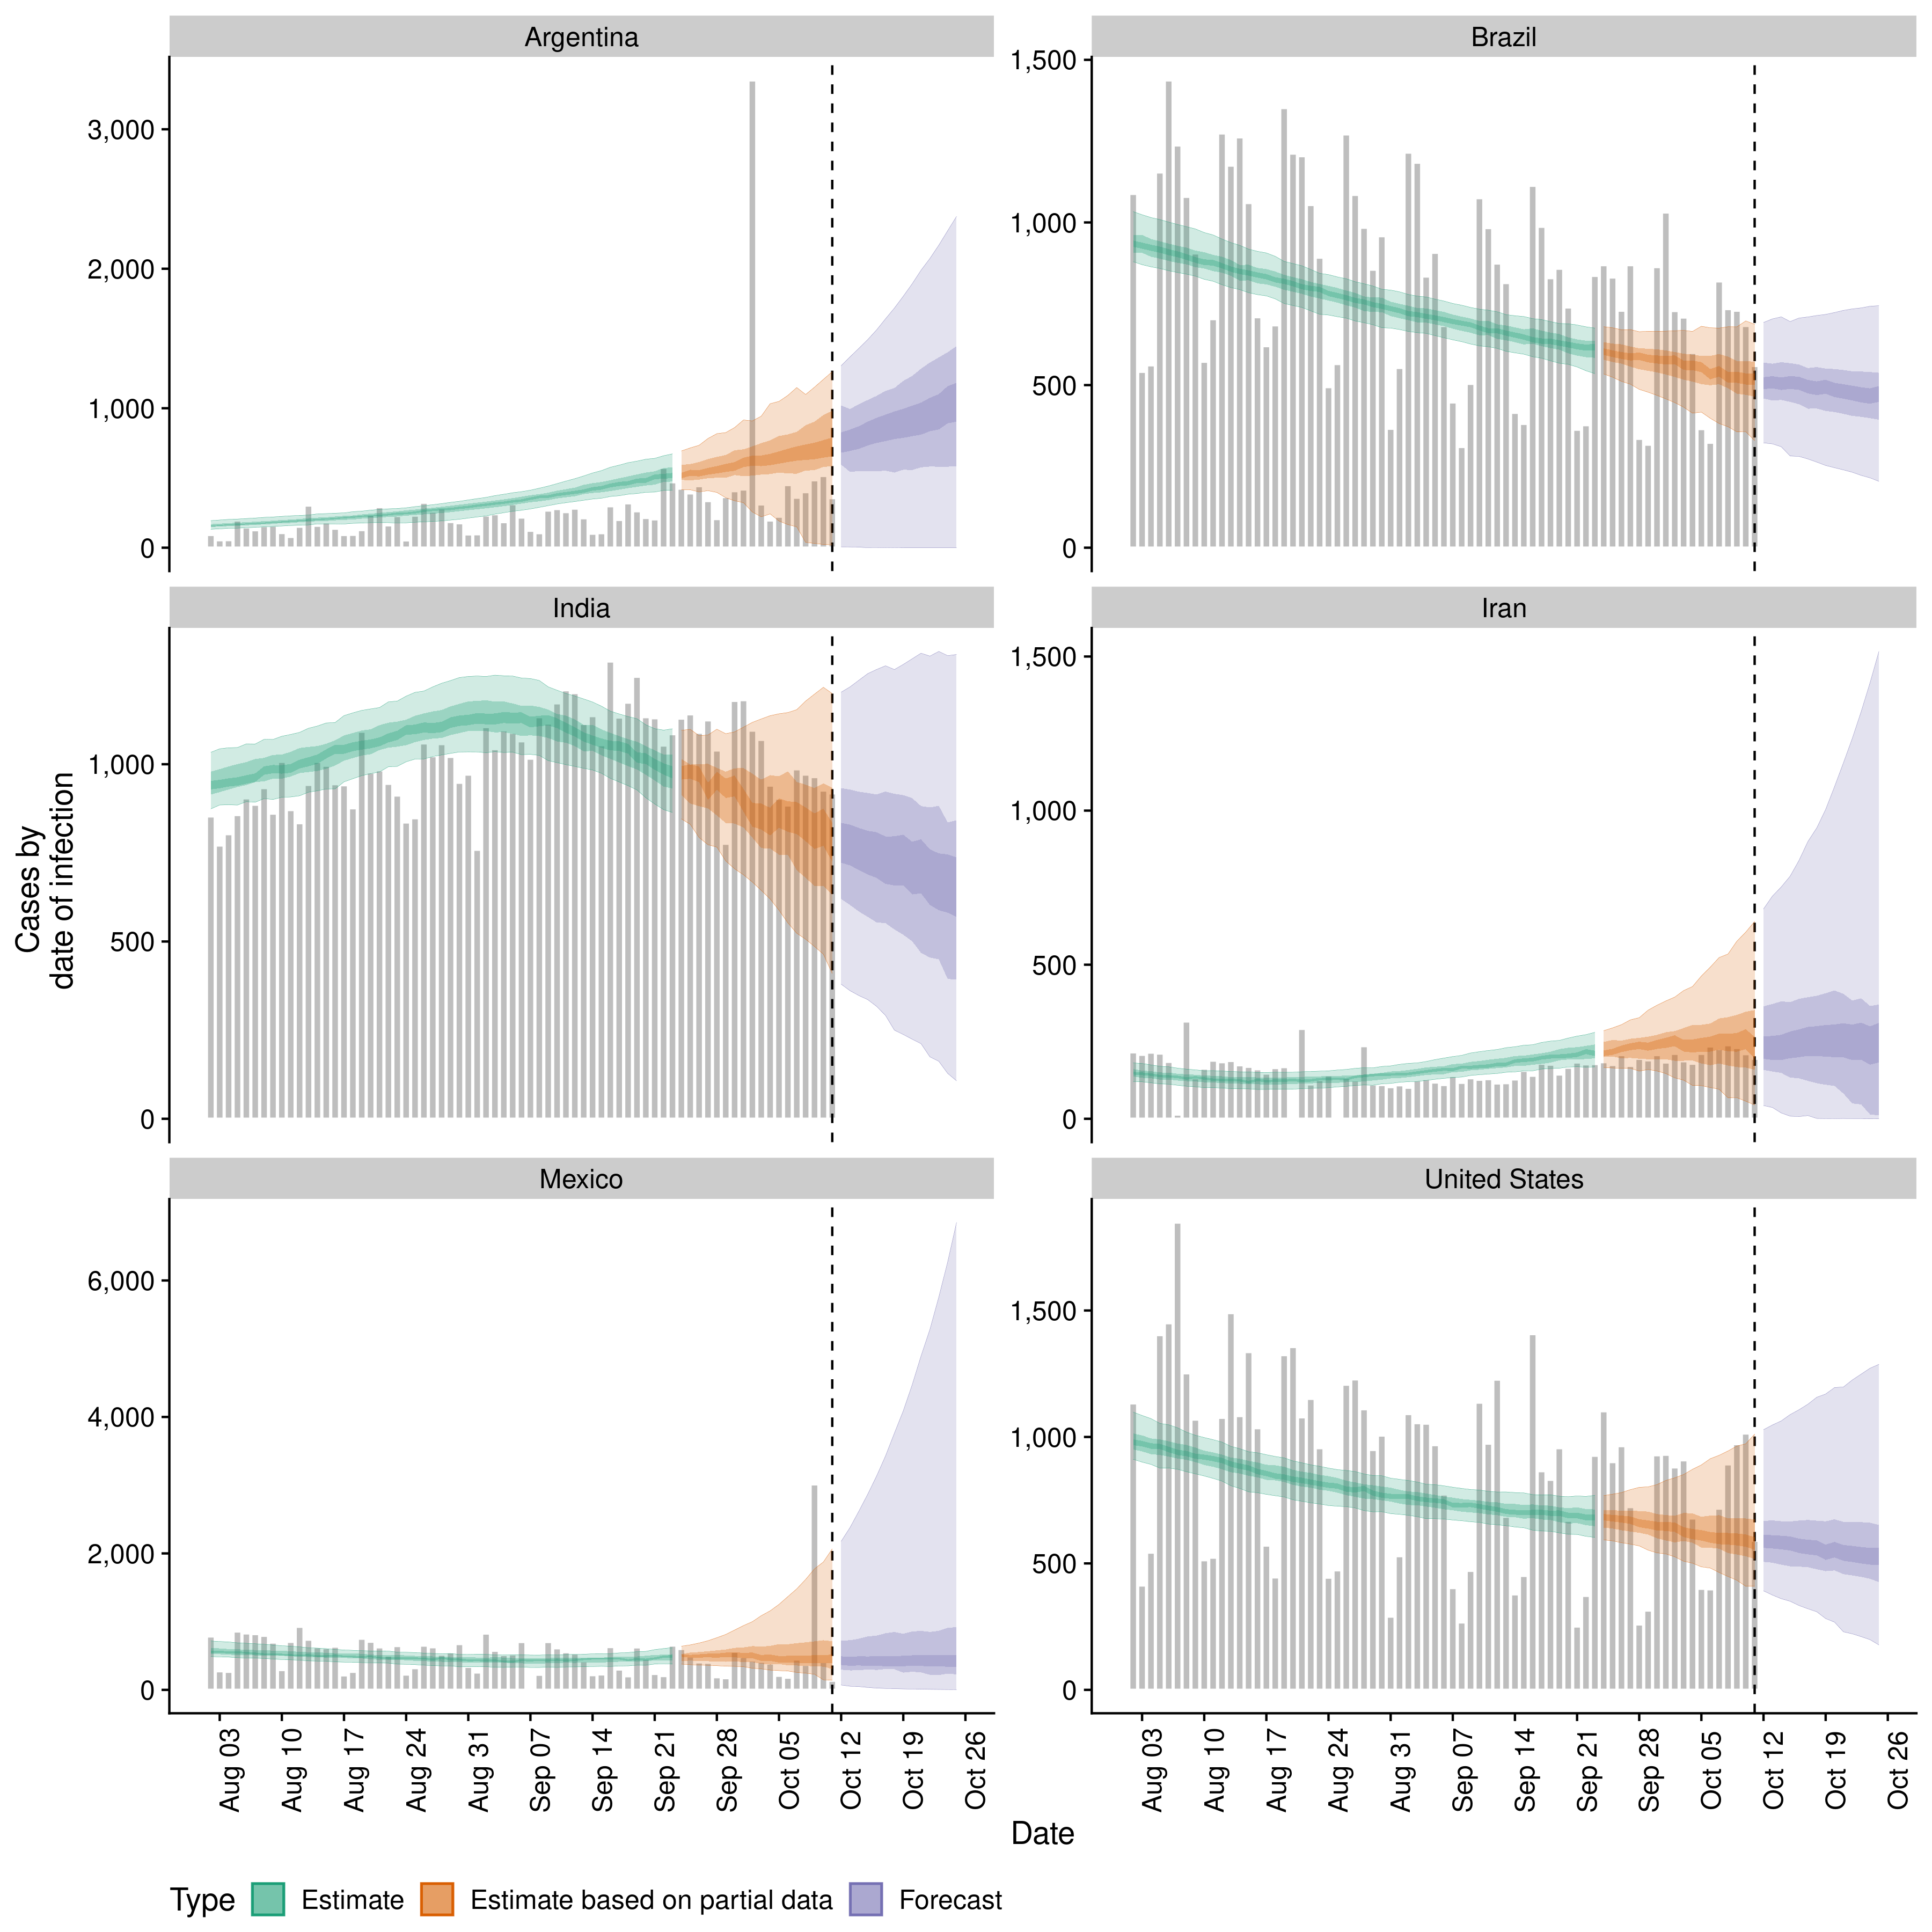 Argentina
Brazil
3,000
2,000
1,000
0
1,500
1,000
500
0
India
Iran
1,000
500
0
1,500
1,000
500
0
Cases by
date of infection
Mexico
United States
6,000
4,000
2,000
0
1,500
1,000
500
0
Aug 03
Aug 10
Aug 17
Aug 24
Aug 31
Sep 07
Sep 14
Sep 21
Sep 28
Oct 05
Oct 12
Oct 19
Oct 26
Aug 03
Aug 10
Aug 17
Aug 24
Aug 31
Sep 07
Sep 14
Sep 21
Sep 28
Oct 05
Oct 12
Oct 19
Oct 26
Date
Type Estimate Estimate based on partial data Forecast